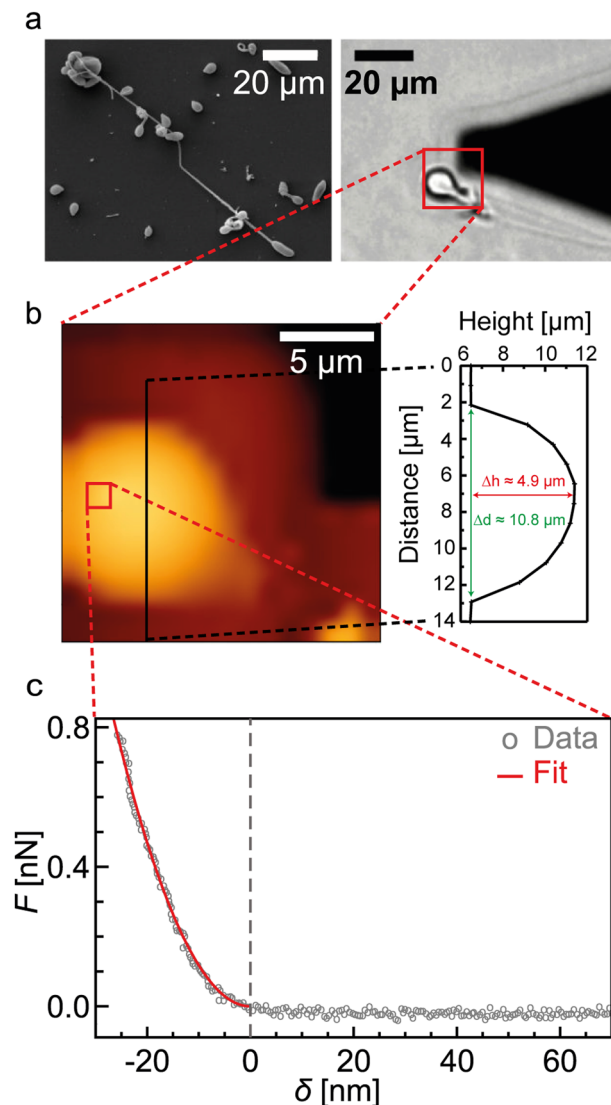 a
20 µm
20 µm
b
5 µm
Height [µm]
6 8 10 12
Distance [µm]
0
2
4
6
8
10
12
14
Δh ≈ 4.9 µm
Δd ≈ 10.8 µm
c
F [nN]
0.8
0.4
0.0
o Data
Fit
-20 0 20 40 60
δ [nm]